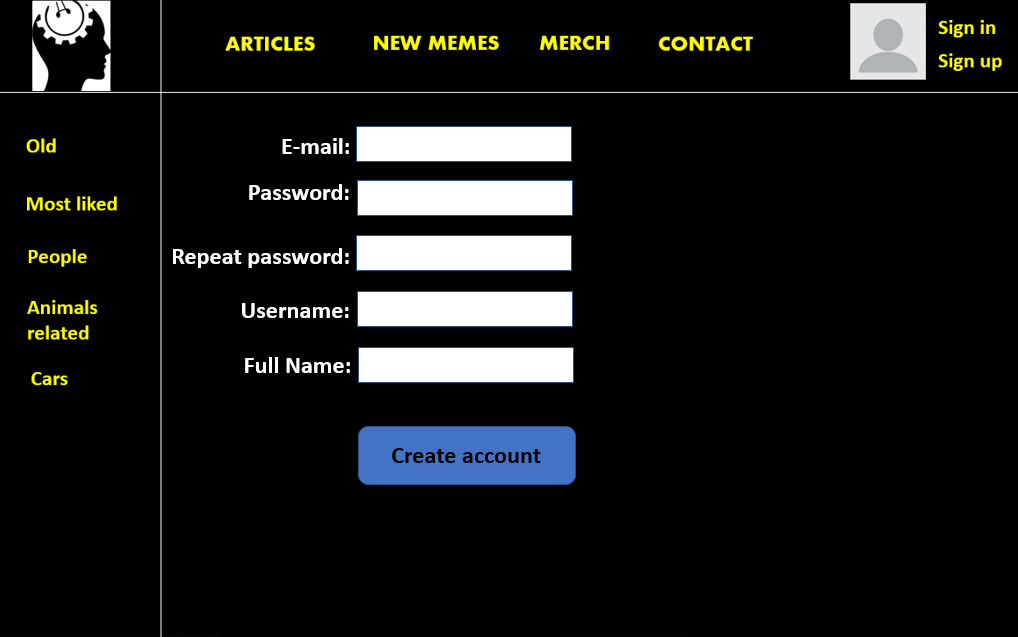 ARTICLES
NEW MEMES
MERCH
CONTACT
Sign in
Sign up
Old
Most liked
People
Animals
related
Cars
E-mail:
Password:
Repeat password:
Username:
Full Name:
Create account